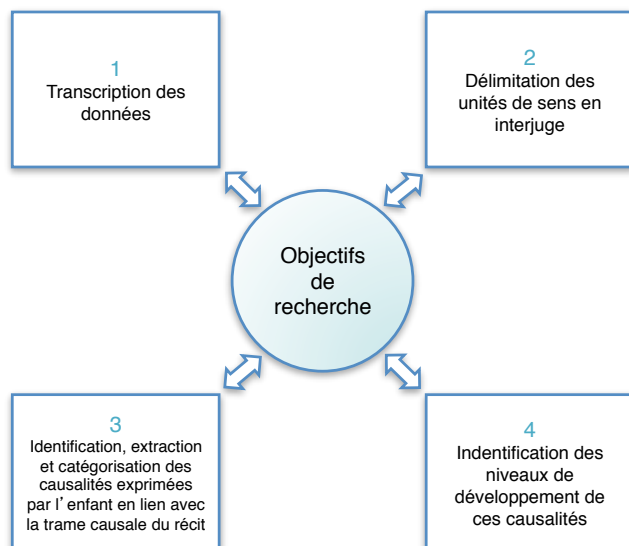 1
Transcription des
données
2
Délimitation des
unités de sens en
interjuge
Objectifs
de
recherche
3
Identification, extraction
et catégorisation des
causalités exprimées
par l'enfant en lien avec
la trame causale du récit
4
Indentification des
niveaux de
développement de
ces causalités